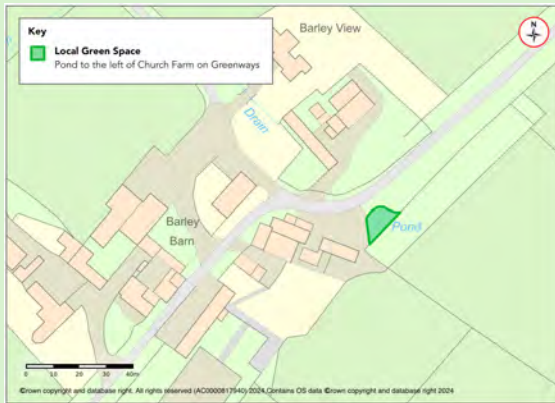 Key
Local Green Space
Pond to the left of Church Farm on Greenways
Barley View
N
Drain
Pond
Barley
Barn
0 10 20 30 40m
©rown copyright and database right. All rights reserved (AC0000817940) 2024.Contains OS data ©rown copyright and database right 2024